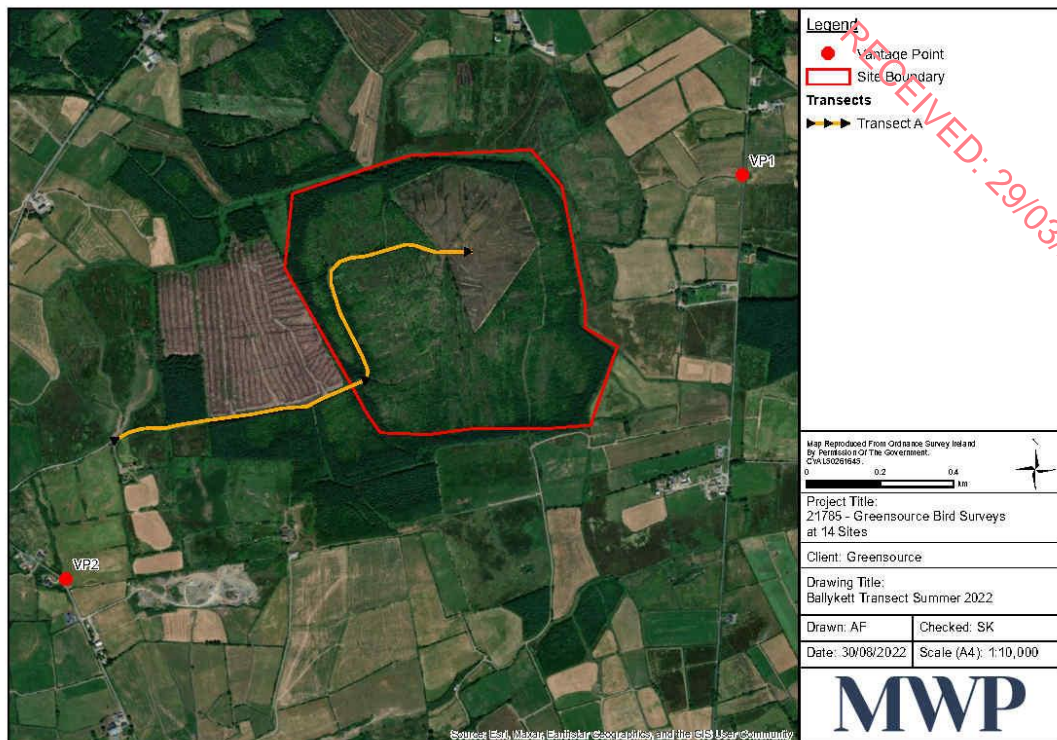 VP1
VP2
Source: Esri, Maxar, Earthstar Geographics, and the GIS User Community
Legend
Vantage Point
Site Boundary
Transects
Transect A
RECEIVED: 29/03/
Map Reproduced From Ordnance Survey Ireland
By Permission Of The Government.
0 0.2 0.4
km
Project Title:
21785 - Greensource Bird Surveys
at 14 Sites
Client: Greensource
Drawing Title:
Ballykett Transect Summer 2022
Drawn: AF
Checked: SK
Date: 30/08/2022
Scale (A4): 1:10,000
MWP